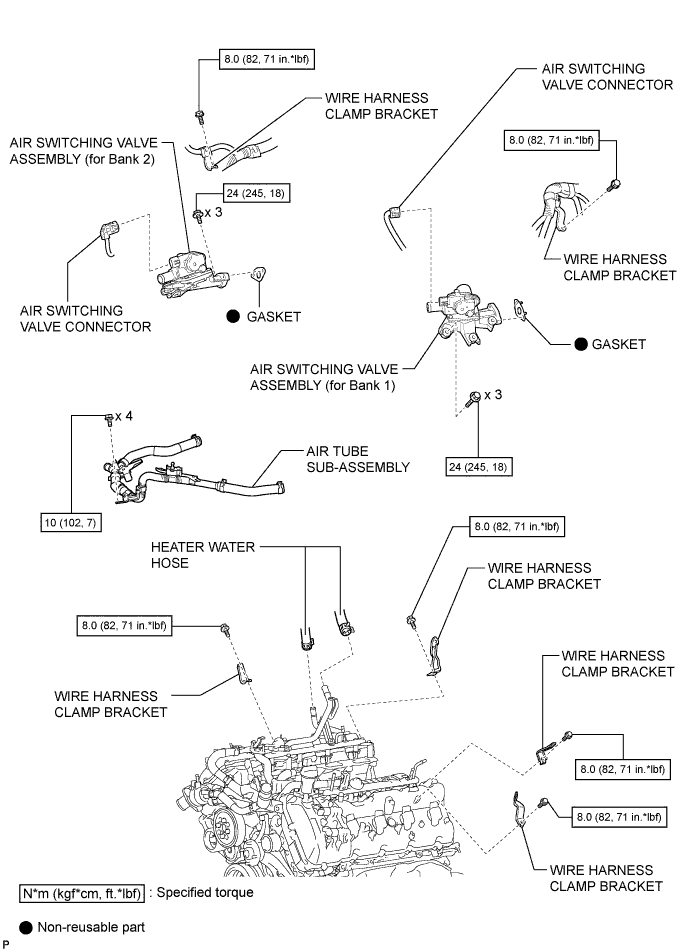 8.0 (82, 71 in.*lbf)
WIRE HARNESS
CLAMP BRACKET
AIR SWITCHING VALVE
ASSEMBLY (for Bank 2)
24 (245, 18)
x 3
AIR SWITCHING
VALVE CONNECTOR
GASKET
AIR SWITCHING
VALVE CONNECTOR
8.0 (82, 71 in.*lbf)
WIRE HARNESS
CLAMP BRACKET
GASKET
AIR SWITCHING VALVE
ASSEMBLY (for Bank 1)
x 3
24 (245, 18)
x 4
AIR TUBE
SUB-ASSEMBLY
10 (102, 7)
HEATER WATER
HOSE
8.0 (82, 71 in.*lbf)
WIRE HARNESS
CLAMP BRACKET
8.0 (82, 71 in.*lbf)
WIRE HARNESS
CLAMP BRACKET
WIRE HARNESS
CLAMP BRACKET
8.0 (82, 71 in.*lbf)
8.0 (82, 71 in.*lbf)
WIRE HARNESS
CLAMP BRACKET
N*m (kgf*cm, ft.*lbf) : Specified torque
Non-reusable part
P